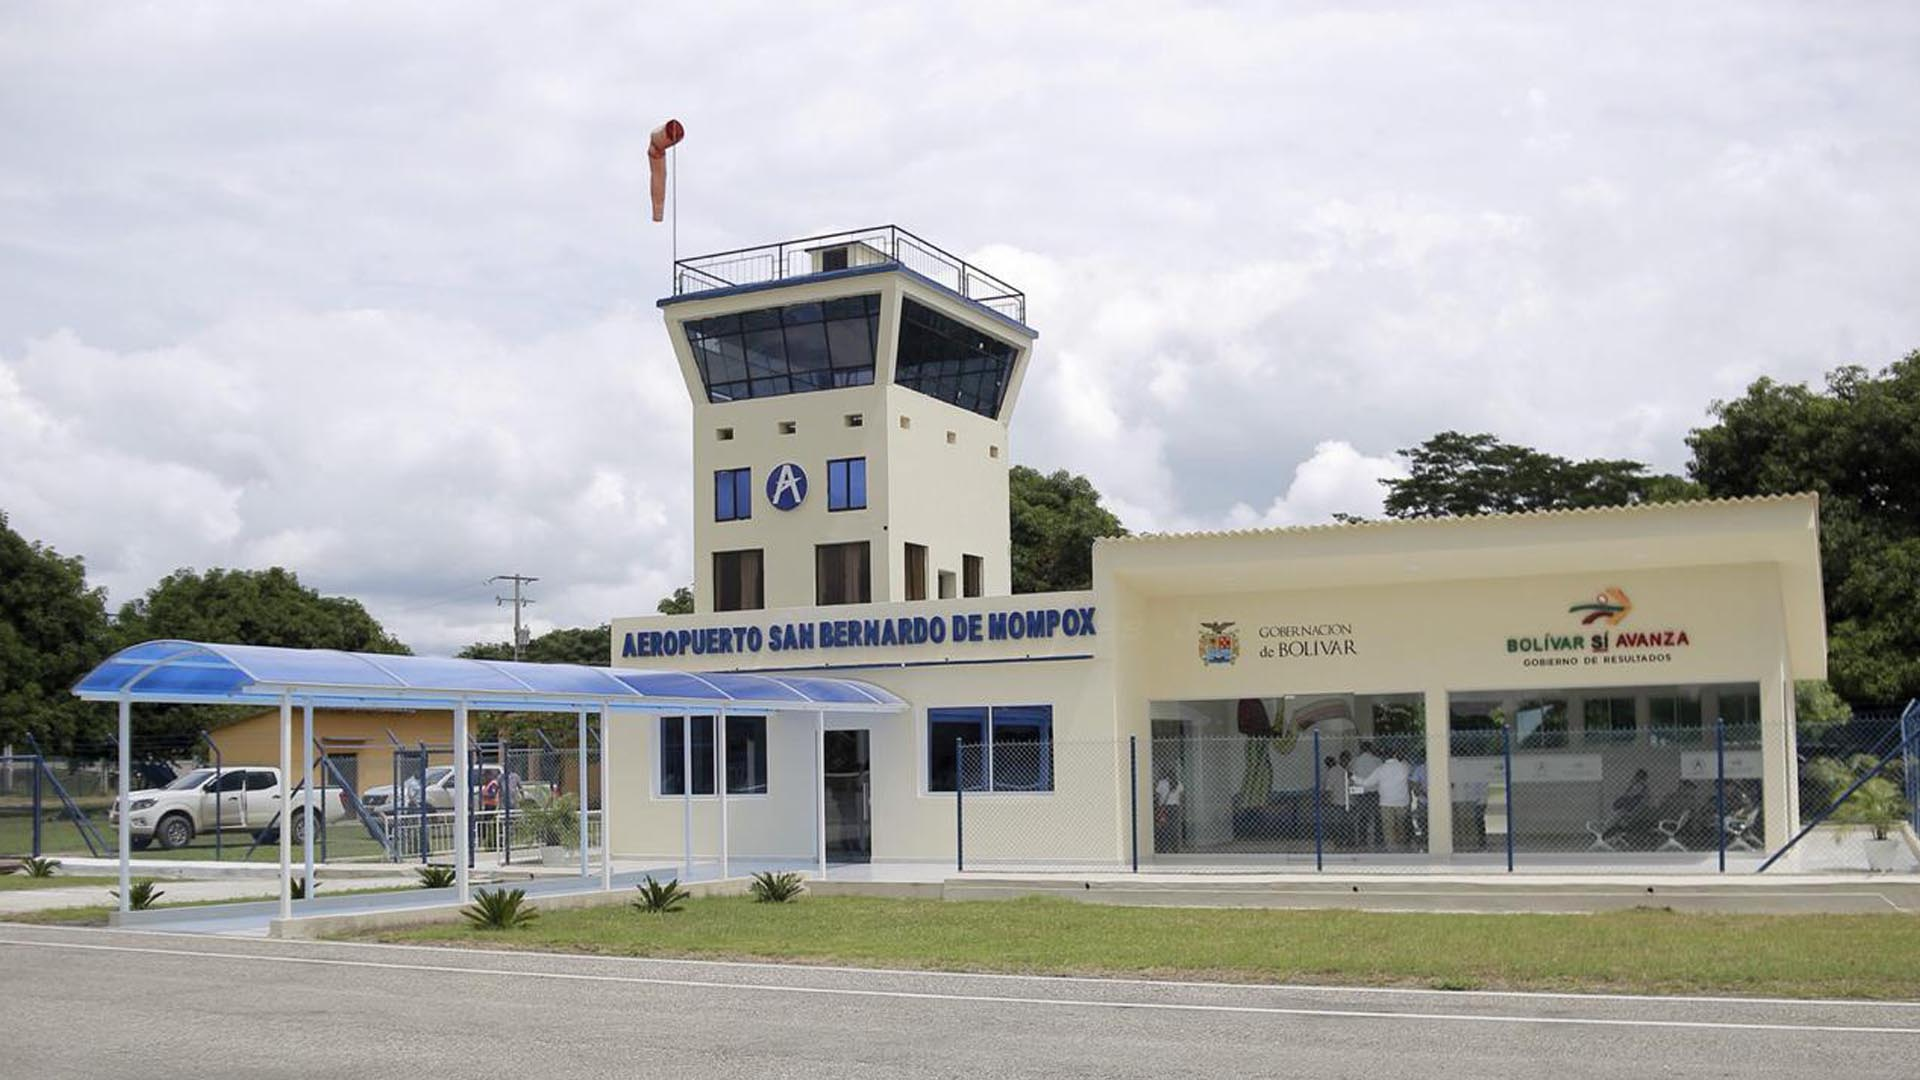 A
AEROPUERTO SAN BERNARDO DE MOMPOX
GOBERNACION
de BOLIVAR
BOLÍVAR SÍ AVANZA
GOBIERNO DE RESULTADOS